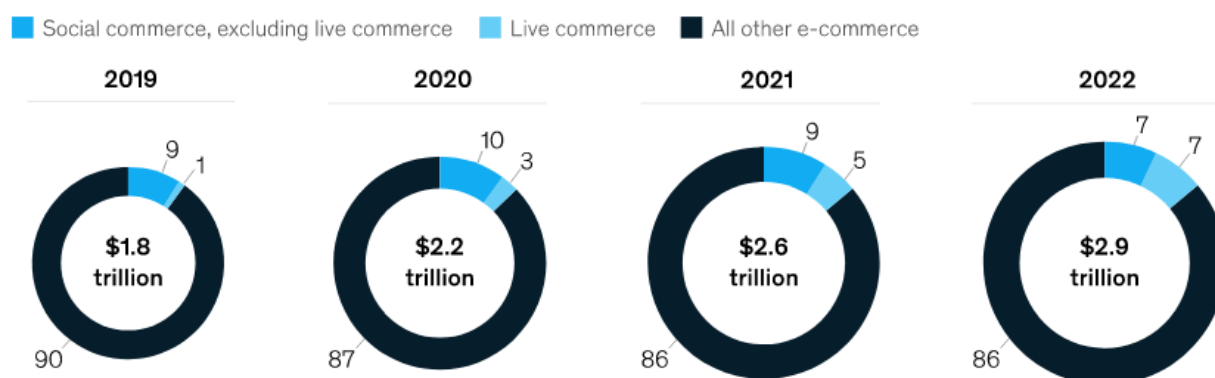 Social commerce, excluding live commerce Live commerce All other e-commerce
2019 2020 2021 2022
9 1 10 3 9 5 7 7
$1.8 trillion
$2.2 trillion
$2.6 trillion
$2.9 trillion
90 87 86 86